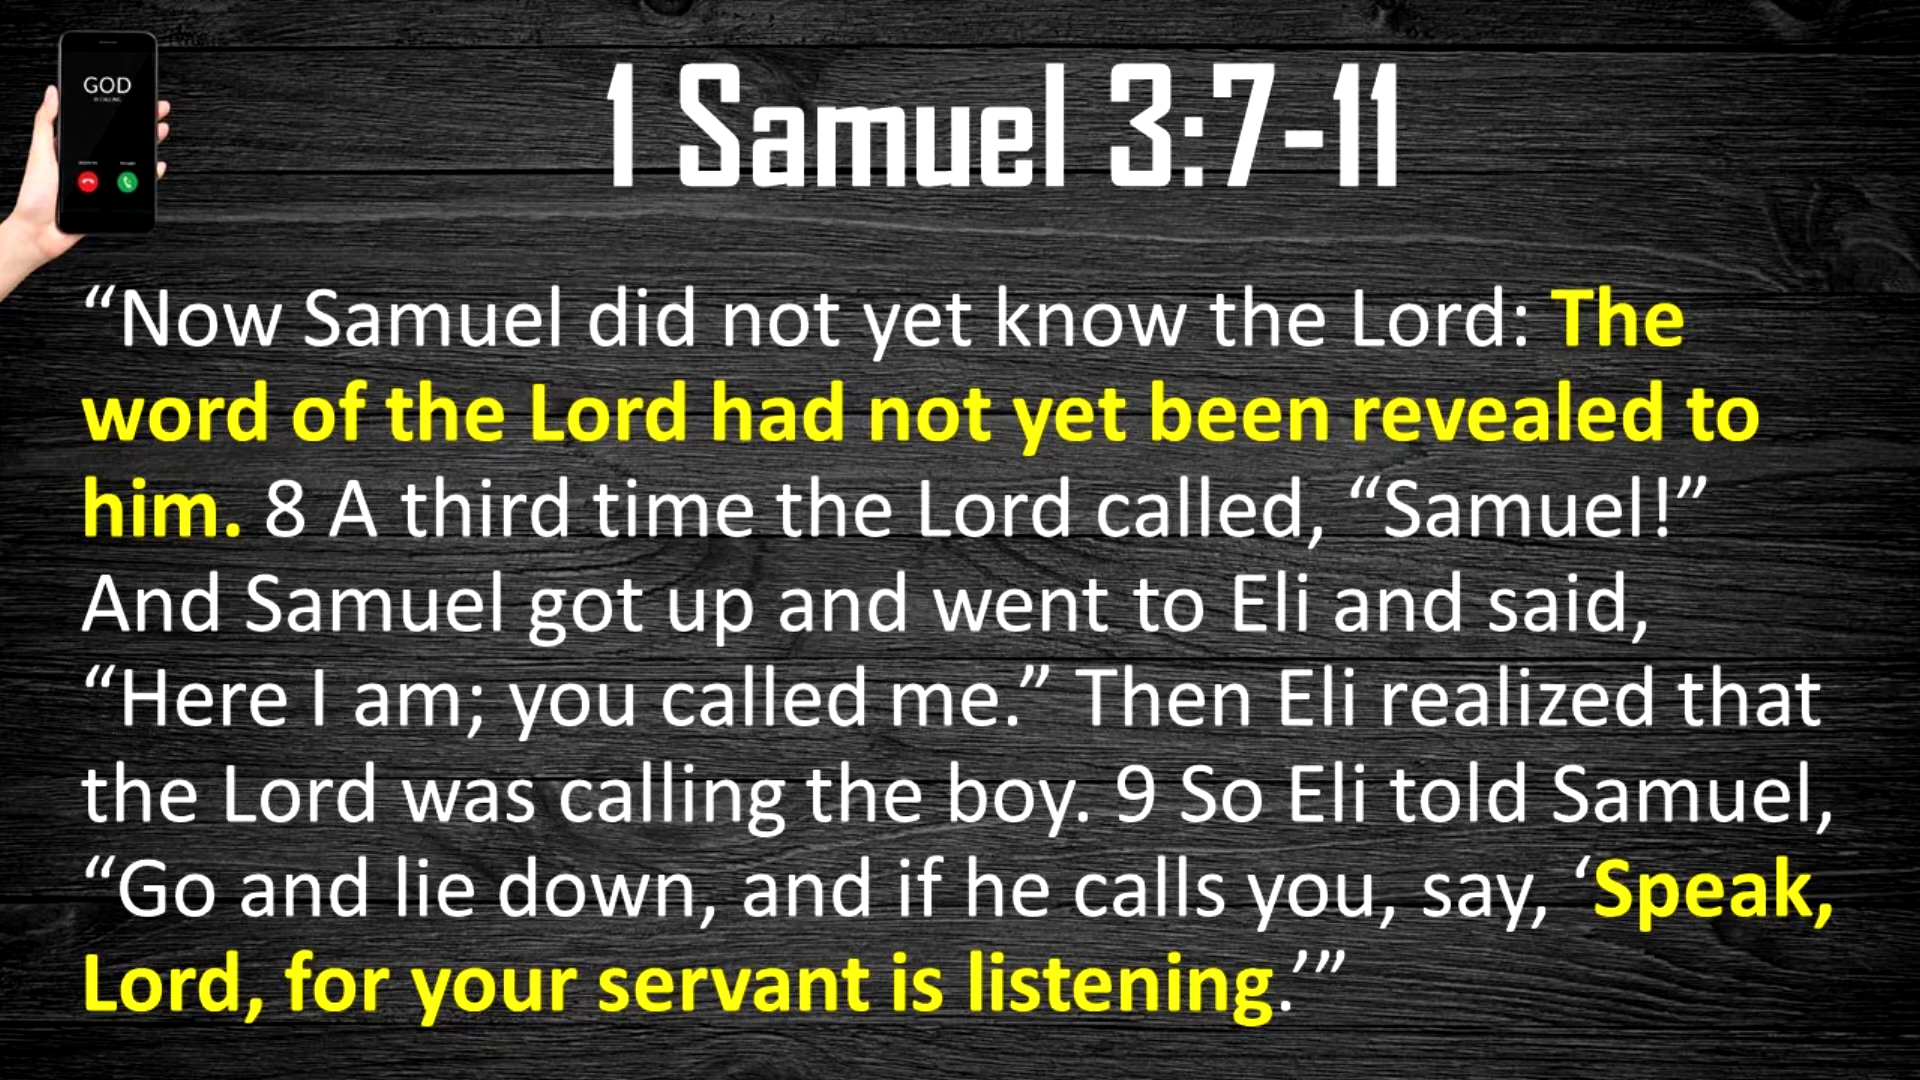 GOD
IS CALLING
1 Samuel 3:7-11
“Now Samuel did not yet know the Lord: The
word of the Lord had not yet been revealed to
him. 8 A third time the Lord called, “Samuel!”
And Samuel got up and went to Eli and said,
“Here I am; you called me.” Then Eli realized that
the Lord was calling the boy. 9 So Eli told Samuel,
“Go and lie down, and if he calls you, say, ‘Speak,
Lord, for your servant is listening.’”